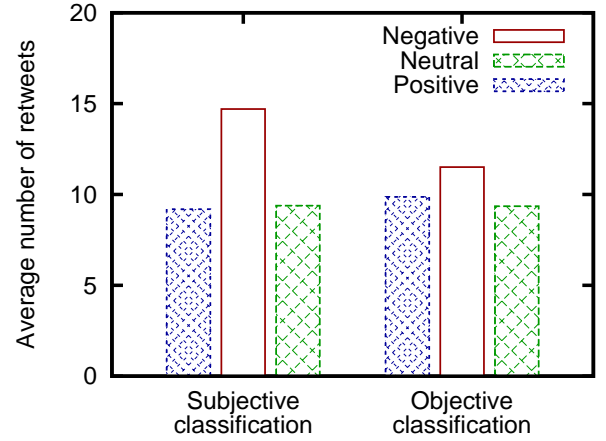 Average number of retweets
20
15
10
5
0
Negative
Neutral
Positive
Subjective
classification
Objective
classification